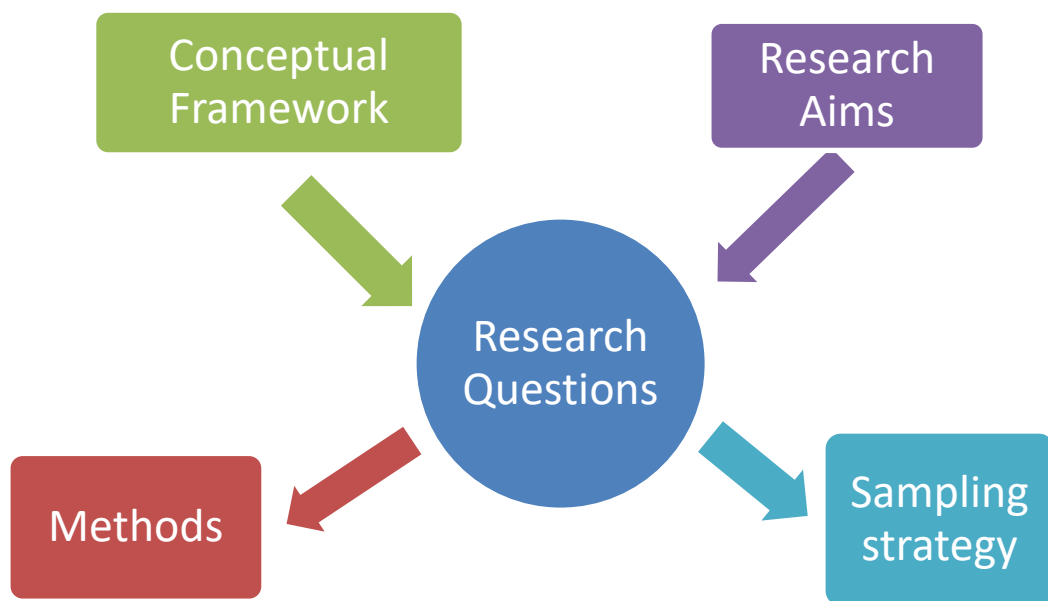 Conceptual
Framework
Research
Aims
Research
Questions
Methods
Sampling
strategy